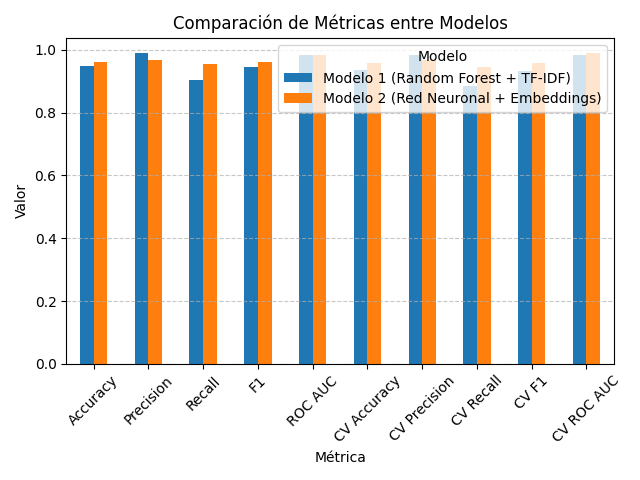 Comparación de Métricas entre Modelos
Modelo
Modelo 1 (Random Forest + TF-IDF)
Modelo 2 (Red Neuronal + Embeddings)
Valor
1.0
0.8
0.6
0.4
0.2
0.0
Accuracy
Precision
Recall
F1
ROC AUC
CV Accuracy
CV Precision
CV Recall
CV F1
CV ROC AUC
Métrica